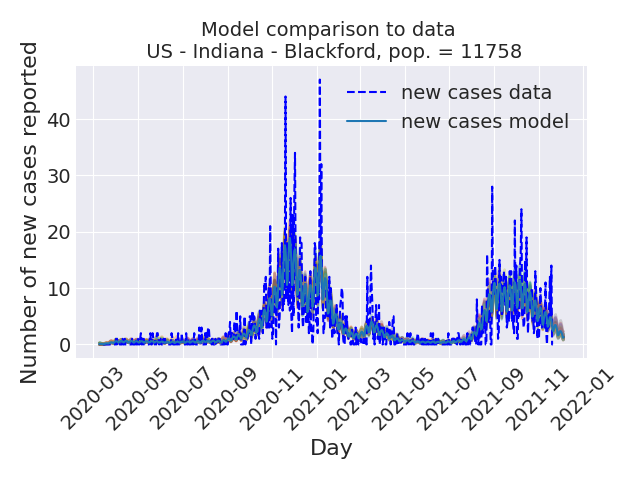 Model comparison to data
US - Indiana - Blackford, pop. = 11758
Number of new cases reported
40
30
20
10
0
new cases data
new cases model
2020-03
2020-05
2020-07
2020-09
2020-11
2021-01
2021-03
2021-05
2021-07
2021-09
2021-11
2022-01
Day